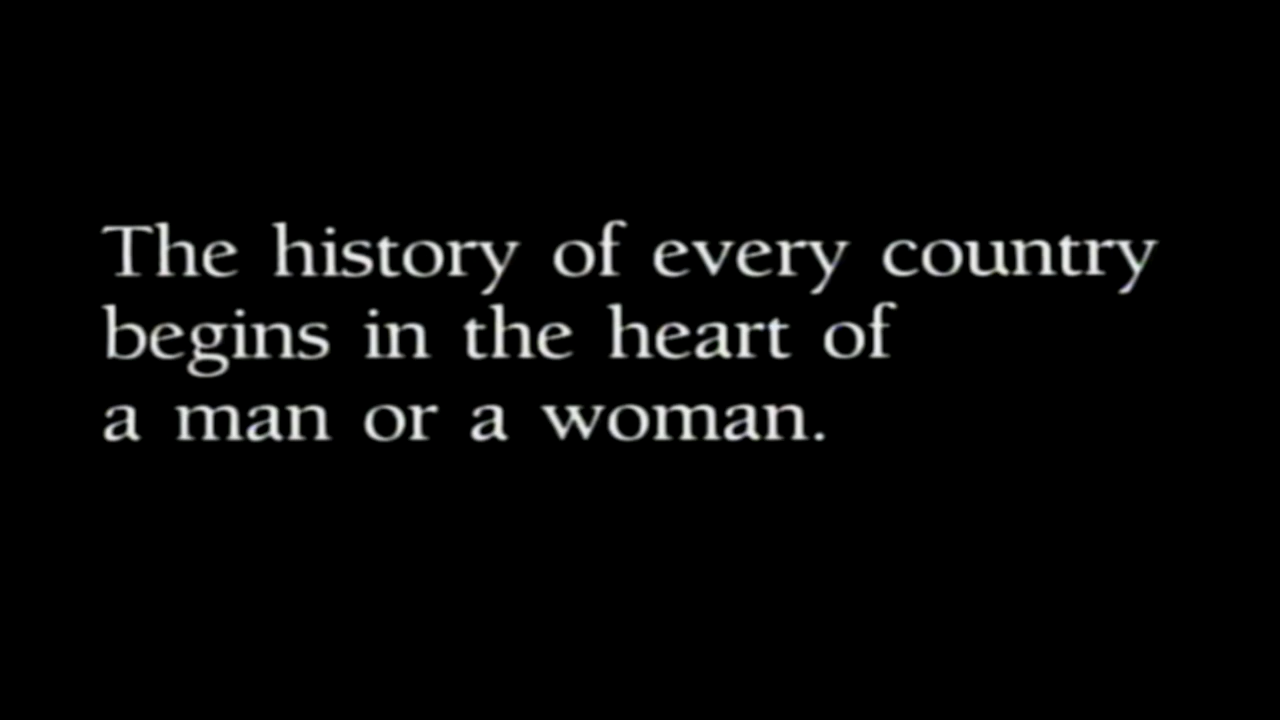 The history of every country
begins in the heart of
a man or a woman.